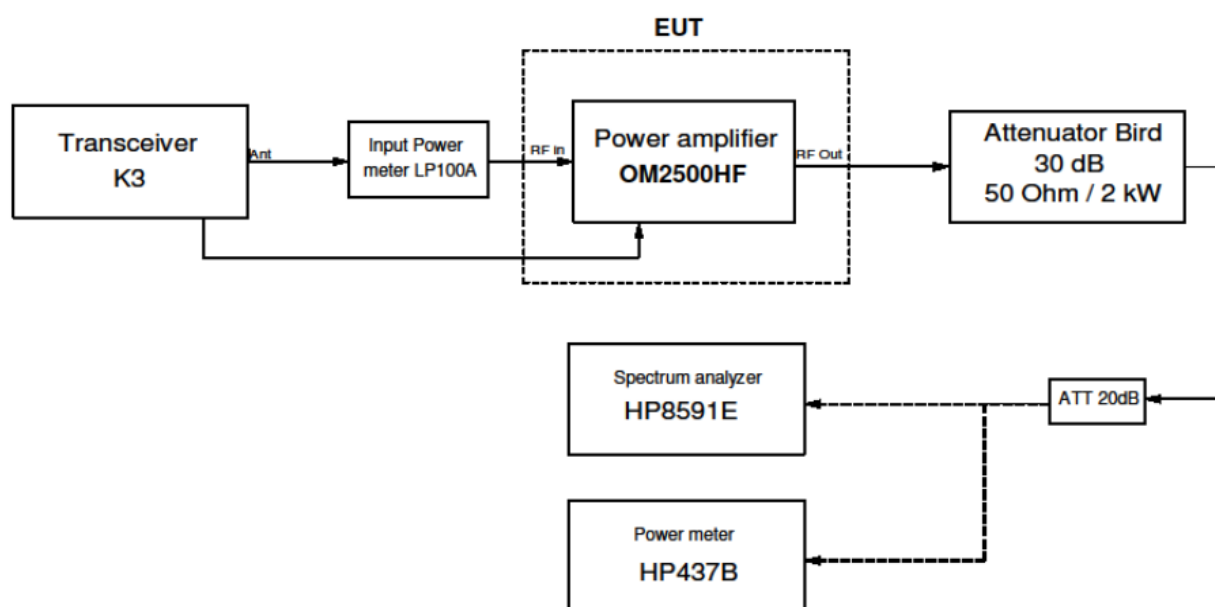 EUT
Transceiver
K3
Ant
Input Power
meter LP100A
RF in
Power amplifier
OM2500HF
RF Out
Attenuator Bird
30 dB
50 Ohm / 2 kW
Spectrum analyzer
HP8591E
ATT 20dB
Power meter
HP437B